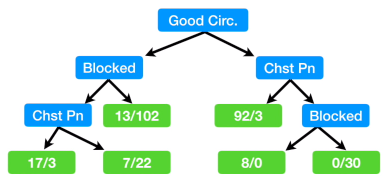 Good Circ.
Blocked
Chst Pn
Chst Pn
13/102
92/3
Blocked
17/3
7/22
8/0
0/30